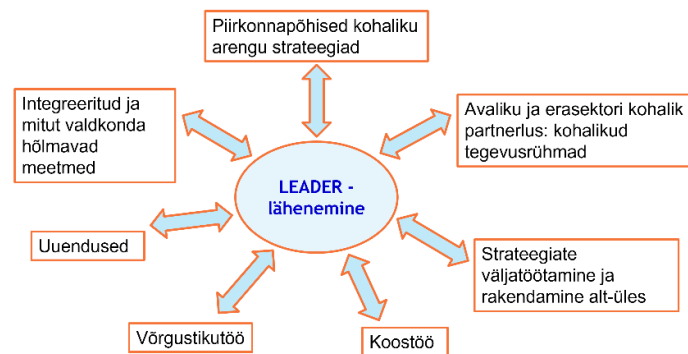 Piirkonnapõhised kohaliku
arengu strateegiad
Integreeritud ja
mitut valdkonda
hõlmavad
meetmed
Avaliku ja erasektori kohalik
partnerlus: kohalikud
tegevusrühmad
LEADER -
lähenemine
Uuendused
Strateegiate
väljatöötamine ja
rakendamine alt-üles
Võrgustikutöö
Koostöö